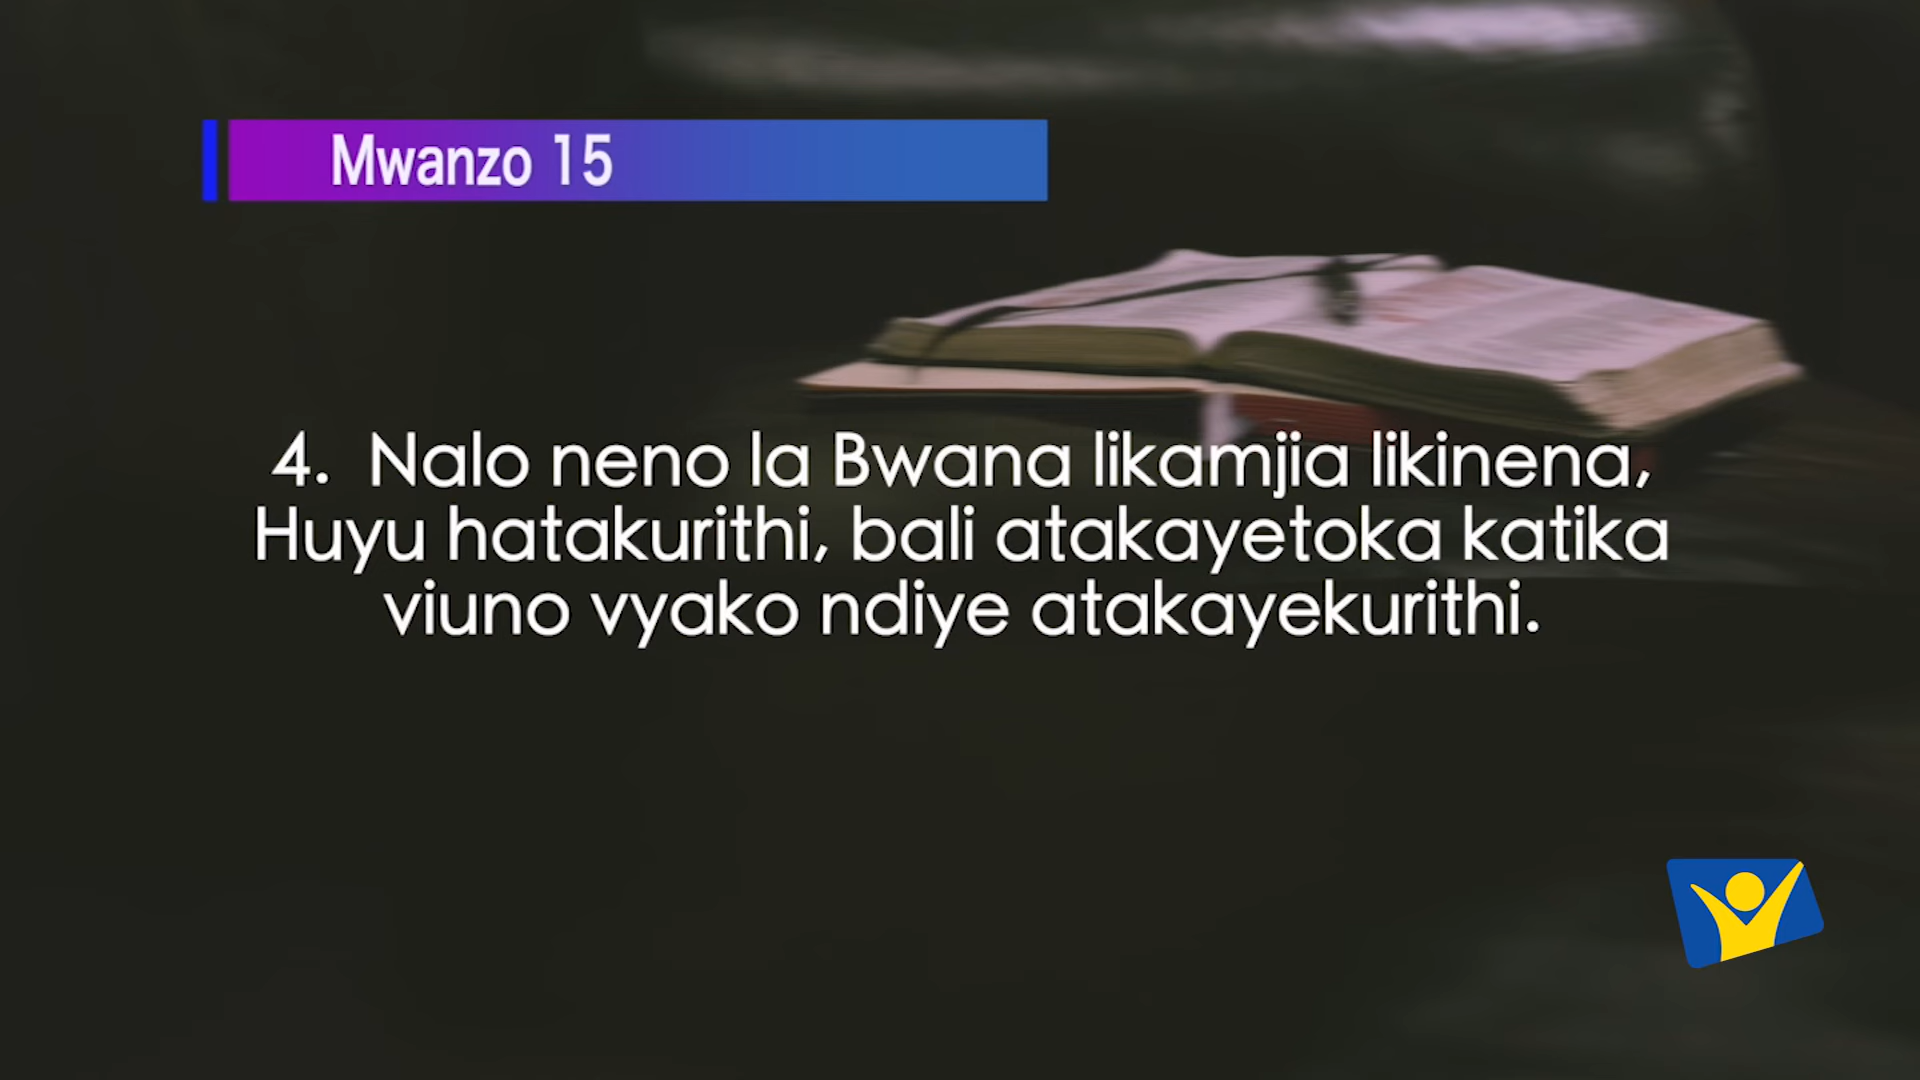 Mwanzo 15
4. Nalo neno la Bwana likamjia likinena,
Huyu hatakurithi, bali atakayetoka katika
viuno vyako ndiye atakayekurithi.